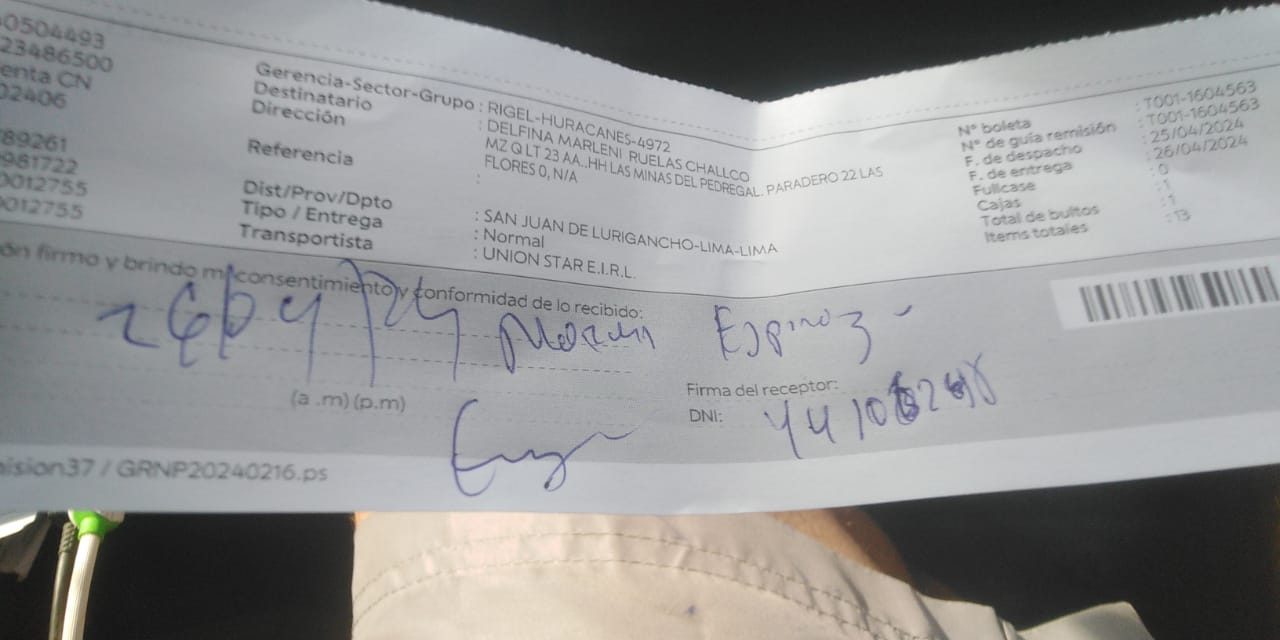 0504493
23486500
enta CN
02406
89261
981722
0012755
0012755
Gerencia-Sector-Grupo : RIGEL-HURACANES-4972
Destinatario : DELFINA MARLENI RUELAS CHALLCO
Dirección : MZ Q LT 23 AA..HH LAS MINAS DEL PEDREGAL. PARADERO 22 LAS
FLORES 0, N/A
Referencia :
Dist/Prov/Dpto : SAN JUAN DE LURIGANCHO-LIMA-LIMA
Tipo / Entrega : Normal
Transportista : UNION STAR E.I.R.L.
N° boleta : T001-1604563
N° de guía remisión : T001-1604563
F. de despacho : 25/04/2024
F. de entrega : 26/04/2024
Fullcase : 0
Cajas : 1
Total de bultos : 1
Items totales : 13
ón firmo y brindo mi consentimiento y conformidad de lo recibido:
Espinoz
(a .m) (p.m)
Firma del receptor:
DNI:
ision37 / GRNP20240216.ps